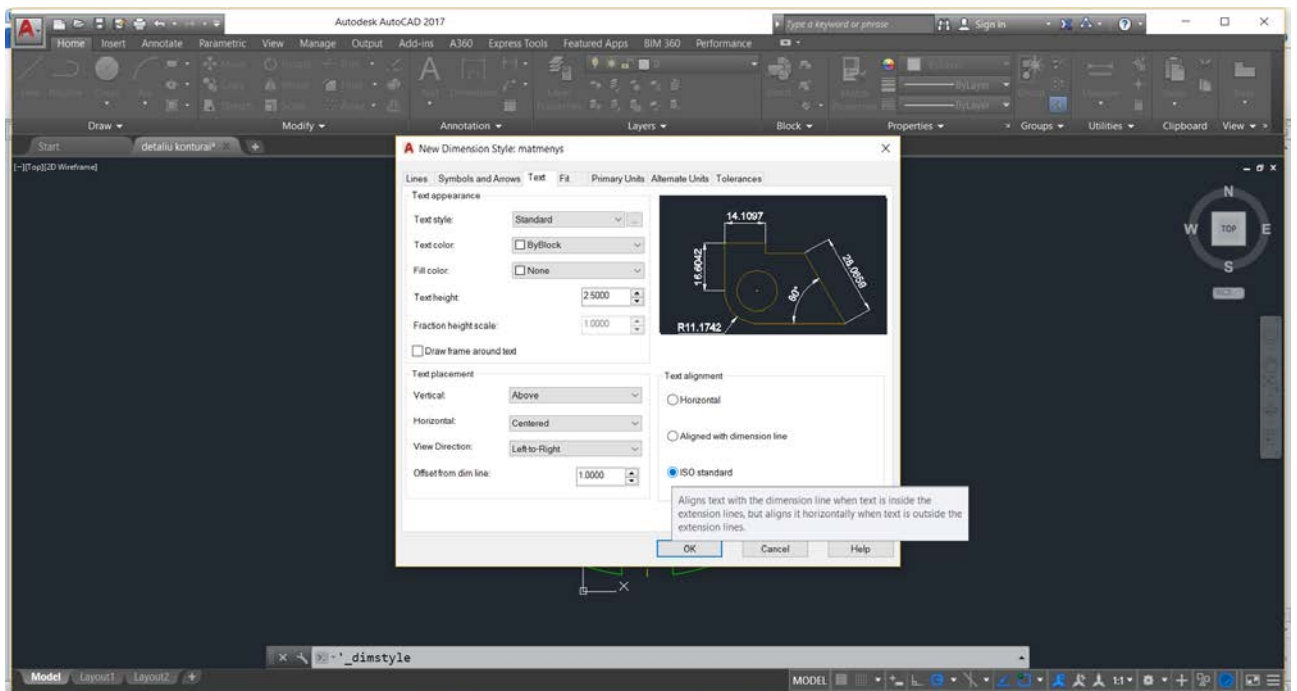 Autodesk AutoCAD 2017
Type a keyword or phrase
Sign In
Home Insert Annotate Parametric View Manage Output Add-ins A360 Express Tools Featured Apps BIM 360 Performance
Draw Modify Annotation Layers Block Properties Groups Utilities Clipboard View
Start detaliu konturai* +
[-][Top][2D Wireframe]
N
W TOP E
S
New Dimension Style: matmenys
Lines Symbols and Arrows Text Fit Primary Units Alternate Units Tolerances
Text appearance
Text style: Standard
Text color: ByBlock
Fill color: None
Text height: 2.5000
Fraction height scale: 1.0000
Draw frame around text
14.1097
16.6042
28.0658
60°
R11.1742
Text placement
Vertical: Above
Horizontal: Centered
View Direction: Left-to-Right
Offset from dim line: 1.0000
Text alignment
Horizontal
Aligned with dimension line
ISO standard
Aligns text with the dimension line when text is inside the
extension lines, but aligns it horizontally when text is outside the
extension lines.
OK Cancel Help
X
'_dimstyle
Model Layout1 Layout2 +
MODEL 1:1